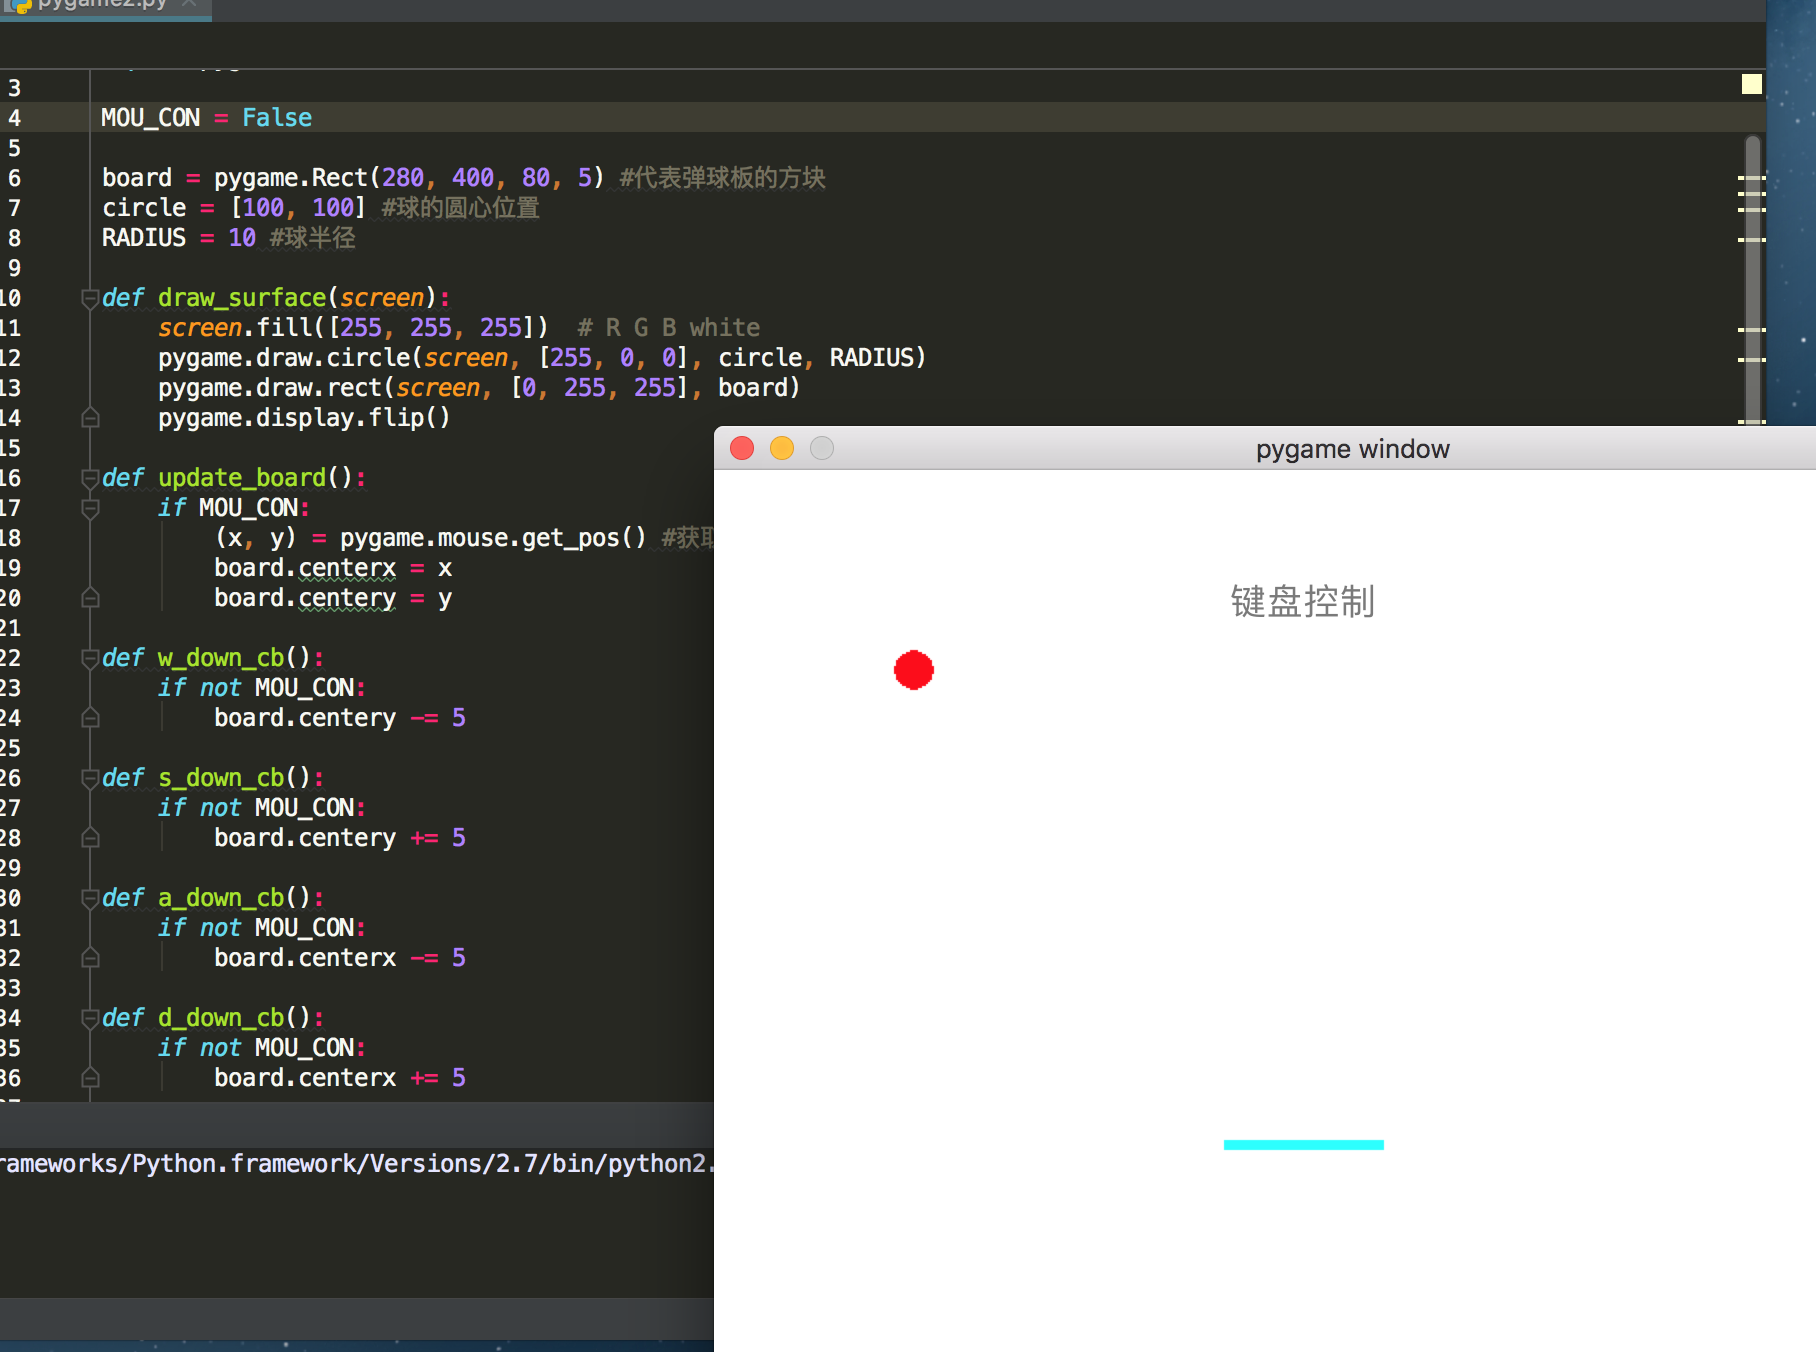 pygame2.py
3
4 MOU_CON = False
5
6 board = pygame.Rect(280, 400, 80, 5) #代表弹球板的方块
7 circle = [100, 100] #球的圆心位置
8 RADIUS = 10 #球半径
9
10 def draw_surface(screen):
11 screen.fill([255, 255, 255])  # R G B white
12 pygame.draw.circle(screen, [255, 0, 0], circle, RADIUS)
13 pygame.draw.rect(screen, [0, 255, 255], board)
14 pygame.display.flip()
15
16 def update_board():
17 if MOU_CON:
18 (x, y) = pygame.mouse.get_pos() #获取
19 board.centerx = x
20 board.centery = y
21
22 def w_down_cb():
23 if not MOU_CON:
24 board.centery -= 5
25
26 def s_down_cb():
27 if not MOU_CON:
28 board.centery += 5
29
30 def a_down_cb():
31 if not MOU_CON:
32 board.centerx -= 5
33
34 def d_down_cb():
35 if not MOU_CON:
36 board.centerx += 5
rameworks/Python.framework/Versions/2.7/bin/python2.
pygame window
键盘控制